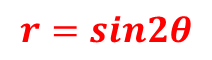 r = sin2θ